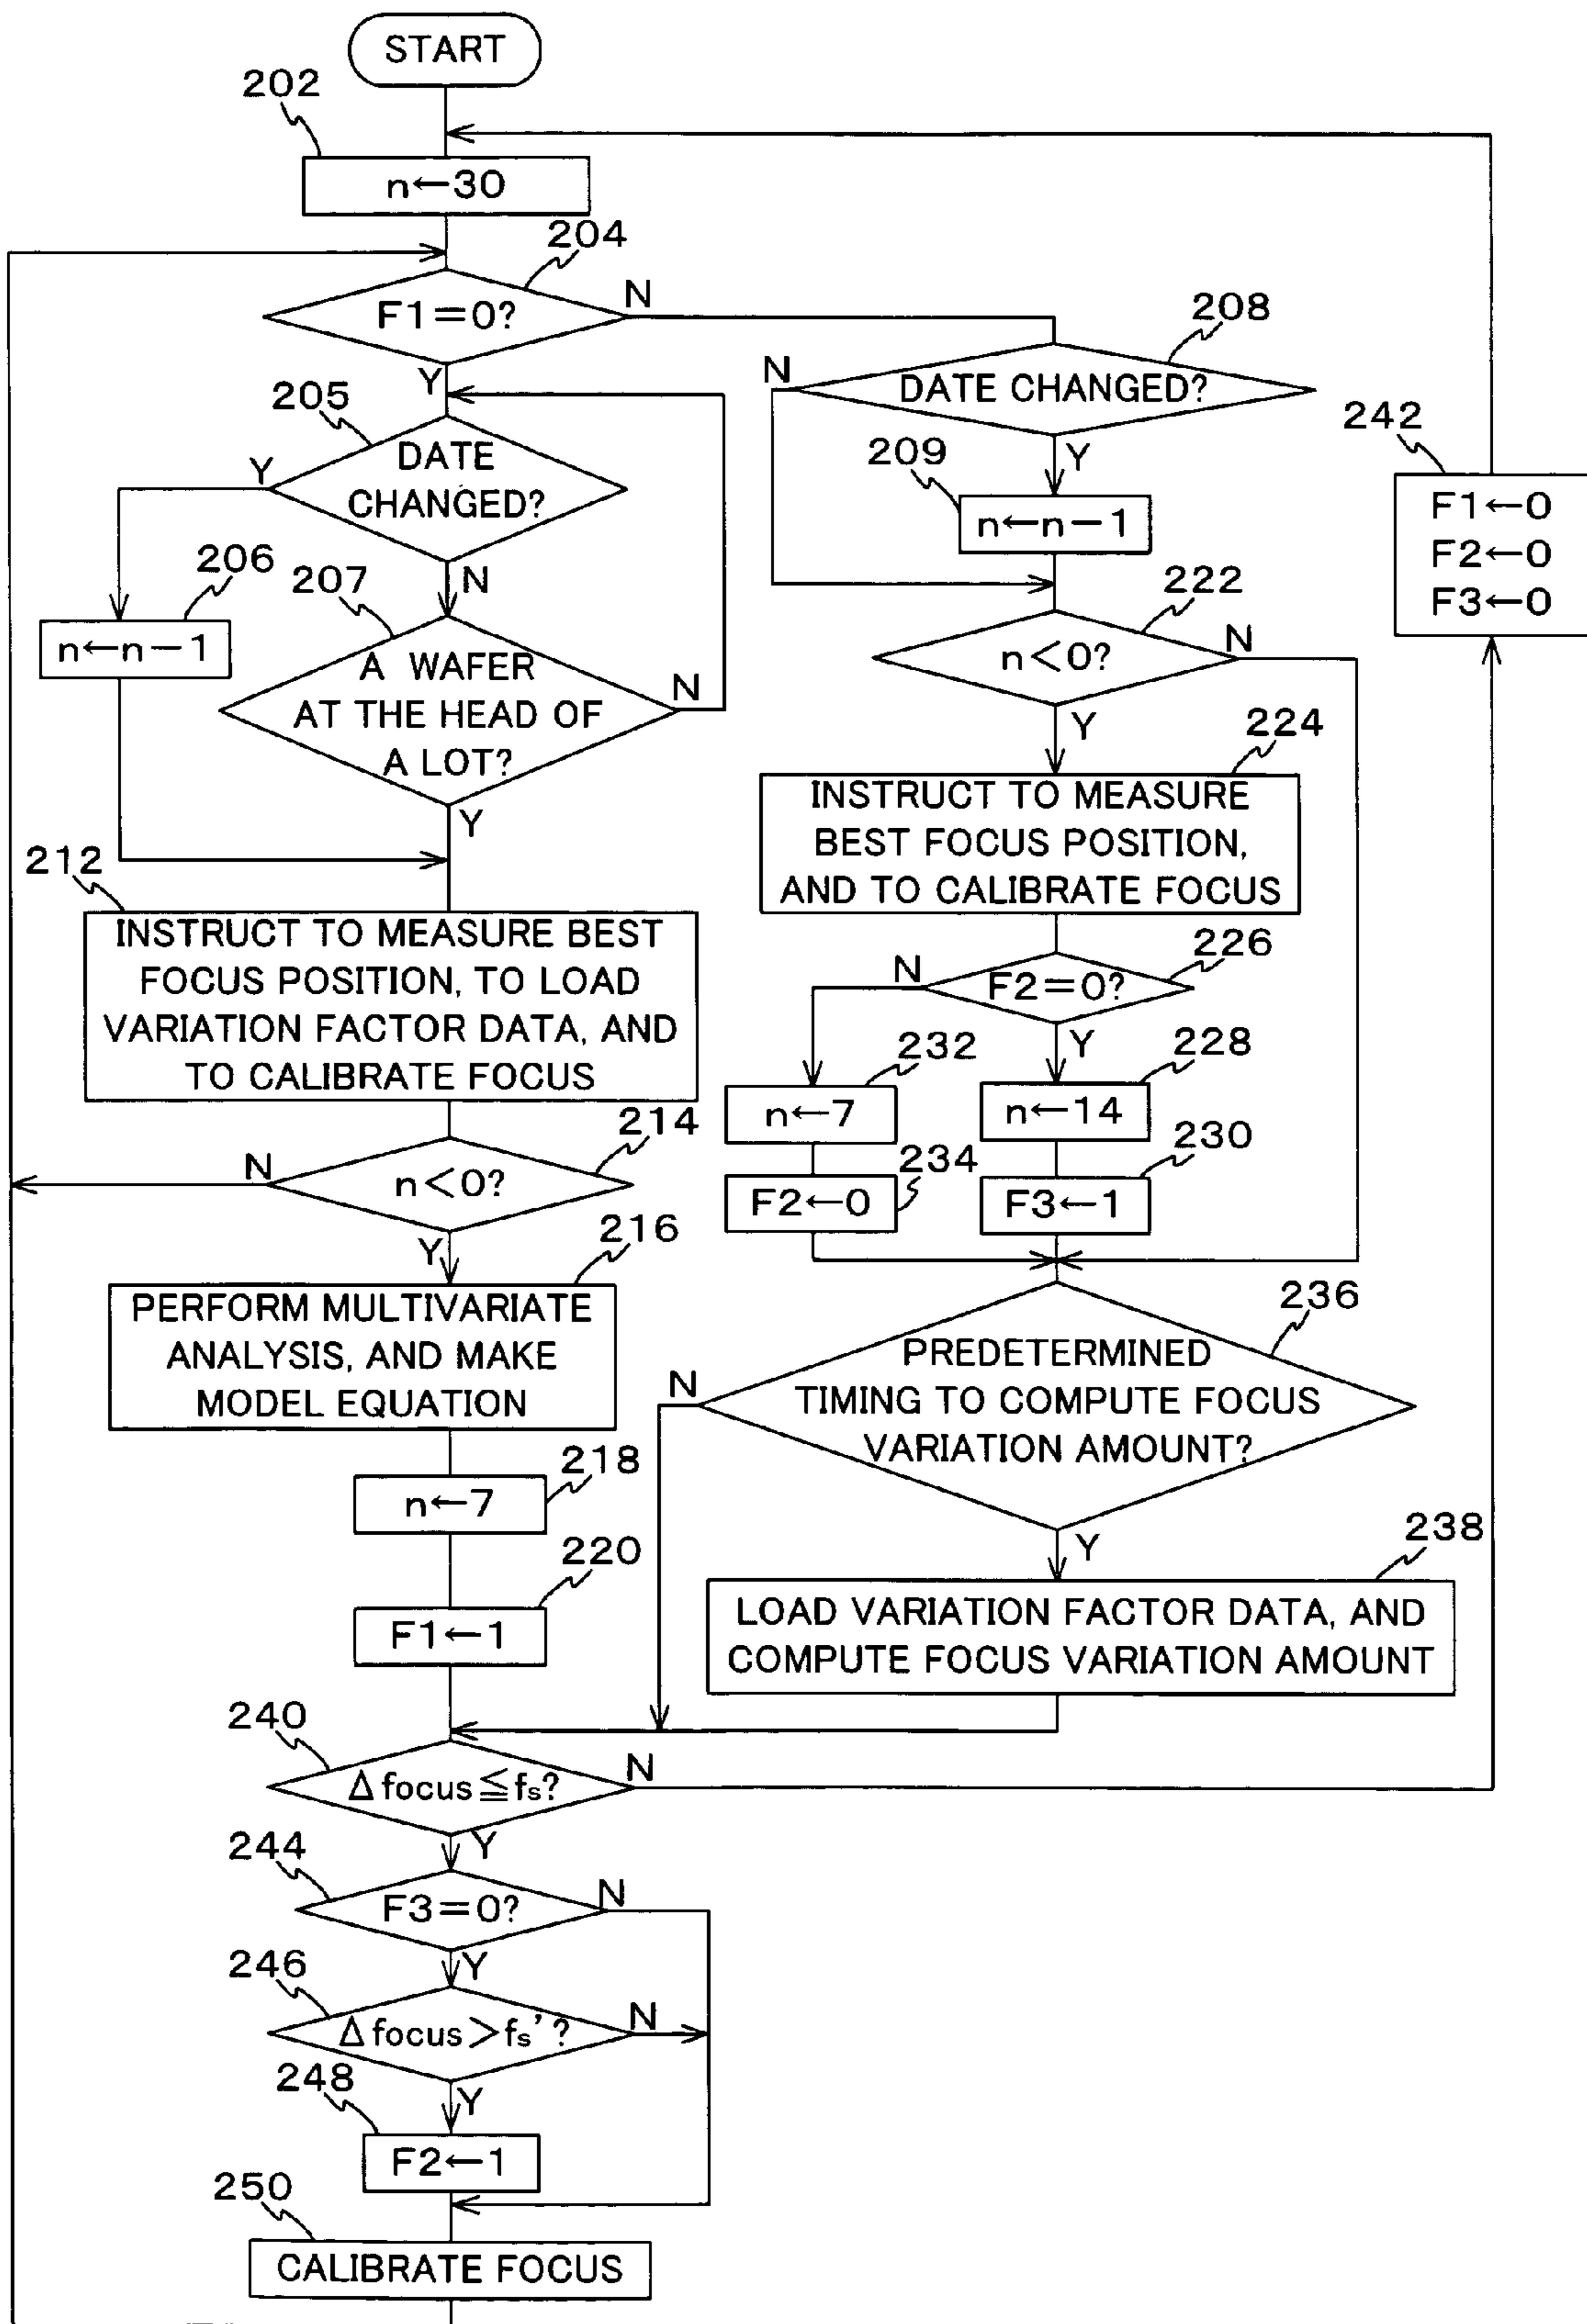 START
202
n←30
204
F1=0?
N
Y
208
DATE CHANGED?
N
Y
205
DATE
CHANGED?
Y
N
209
n←n−1
242
F1←0
F2←0
F3←0
206
n←n−1
207
A WAFER
AT THE HEAD OF
A LOT?
N
Y
222
n<0?
N
Y
224
INSTRUCT TO MEASURE
BEST FOCUS POSITION,
AND TO CALIBRATE FOCUS
212
INSTRUCT TO MEASURE BEST
FOCUS POSITION, TO LOAD
VARIATION FACTOR DATA, AND
TO CALIBRATE FOCUS
226
F2=0?
N
Y
232
n←7
228
n←14
234
F2←0
230
F3←1
214
n<0?
N
Y
216
PERFORM MULTIVARIATE
ANALYSIS, AND MAKE
MODEL EQUATION
236
PREDETERMINED
TIMING TO COMPUTE FOCUS
VARIATION AMOUNT?
N
Y
218
n←7
220
F1←1
238
LOAD VARIATION FACTOR DATA, AND
COMPUTE FOCUS VARIATION AMOUNT
240
Δfocus≦fs?
N
Y
244
F3=0?
N
Y
246
Δfocus>fs'?
N
Y
248
F2←1
250
CALIBRATE FOCUS